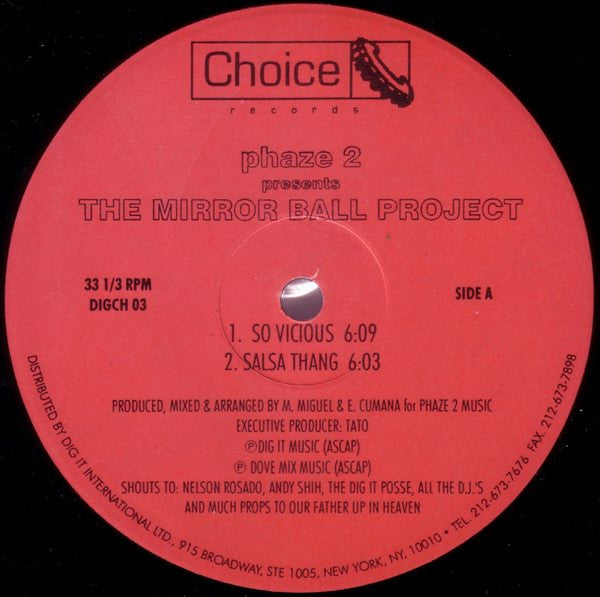 Choice
records
phaze 2
presents
THE MIRROR BALL PROJECT
33 1/3 RPM
DIGCH 03
SIDE A
1. SO VICIOUS 6:09
2. SALSA THANG 6:03
PRODUCED, MIXED & ARRANGED BY M. MIGUEL & E. CUMANA for PHAZE 2 MUSIC
EXECUTIVE PRODUCER: TATO
℗DIG IT MUSIC (ASCAP)
℗ DOVE MIX MUSIC (ASCAP)
SHOUTS TO: NELSON ROSADO, ANDY SHIH, THE DIG IT POSSE, ALL THE D.J.'S
AND MUCH PROPS TO OUR FATHER UP IN HEAVEN
DISTRIBUTED BY DIG IT INTERNATIONAL LTD., 915 BROADWAY, STE 1005, NEW YORK, NY, 10010 • TEL. 212-673-7676 FAX. 212-673-7898